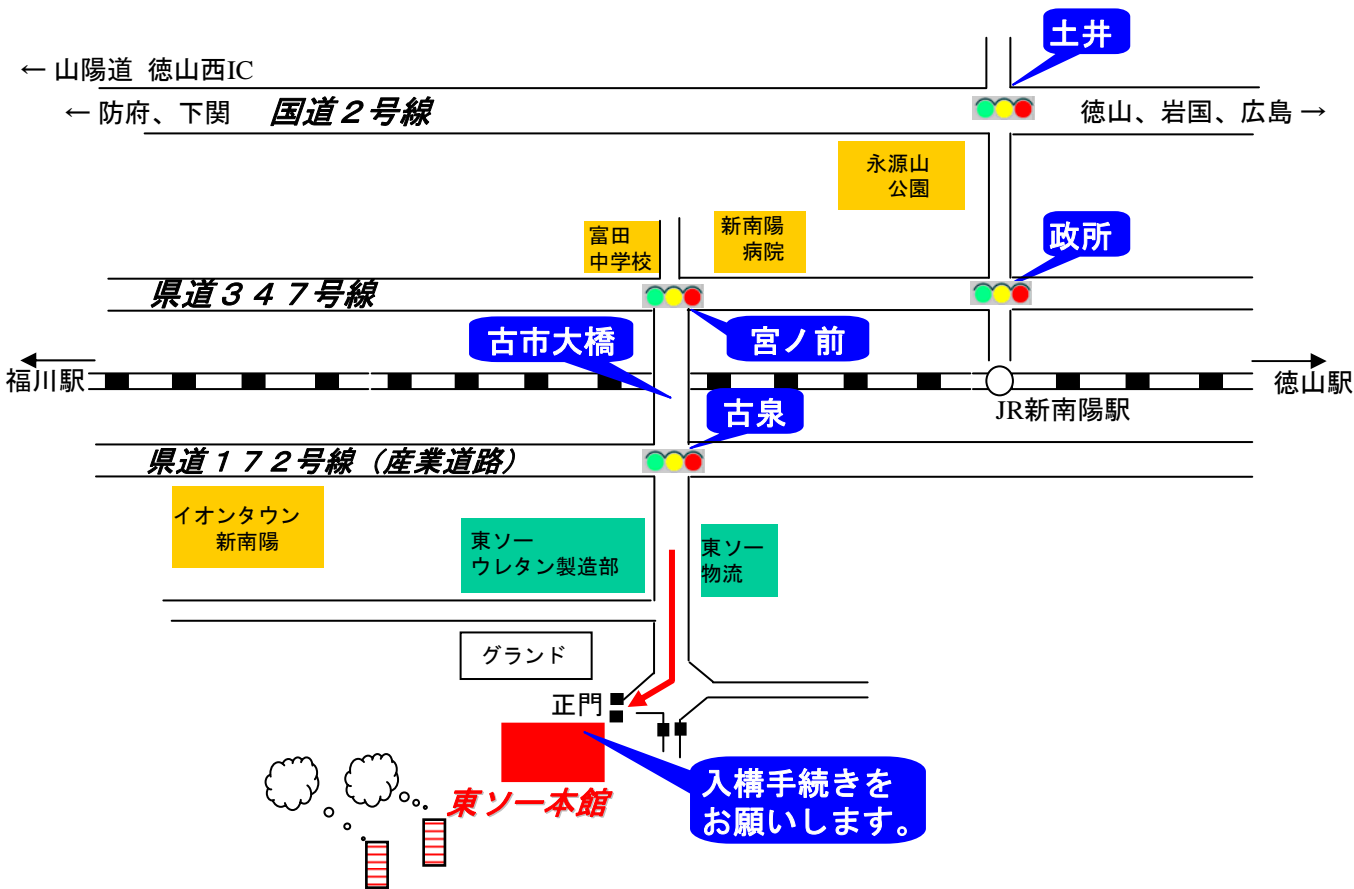 土井
← 山陽道 徳山西IC
← 防府、下関
国道２号線
徳山、岩国、広島 →
永源山
公園
富田
中学校
新南陽
病院
政所
県道３４７号線
古市大橋
宮ノ前
福川駅
徳山駅
JR新南陽駅
古泉
県道１７２号線（産業道路）
イオンタウン
新南陽
東ソー
ウレタン製造部
東ソー
物流
グランド
正門
東ソー本館
入構手続きを
お願いします。